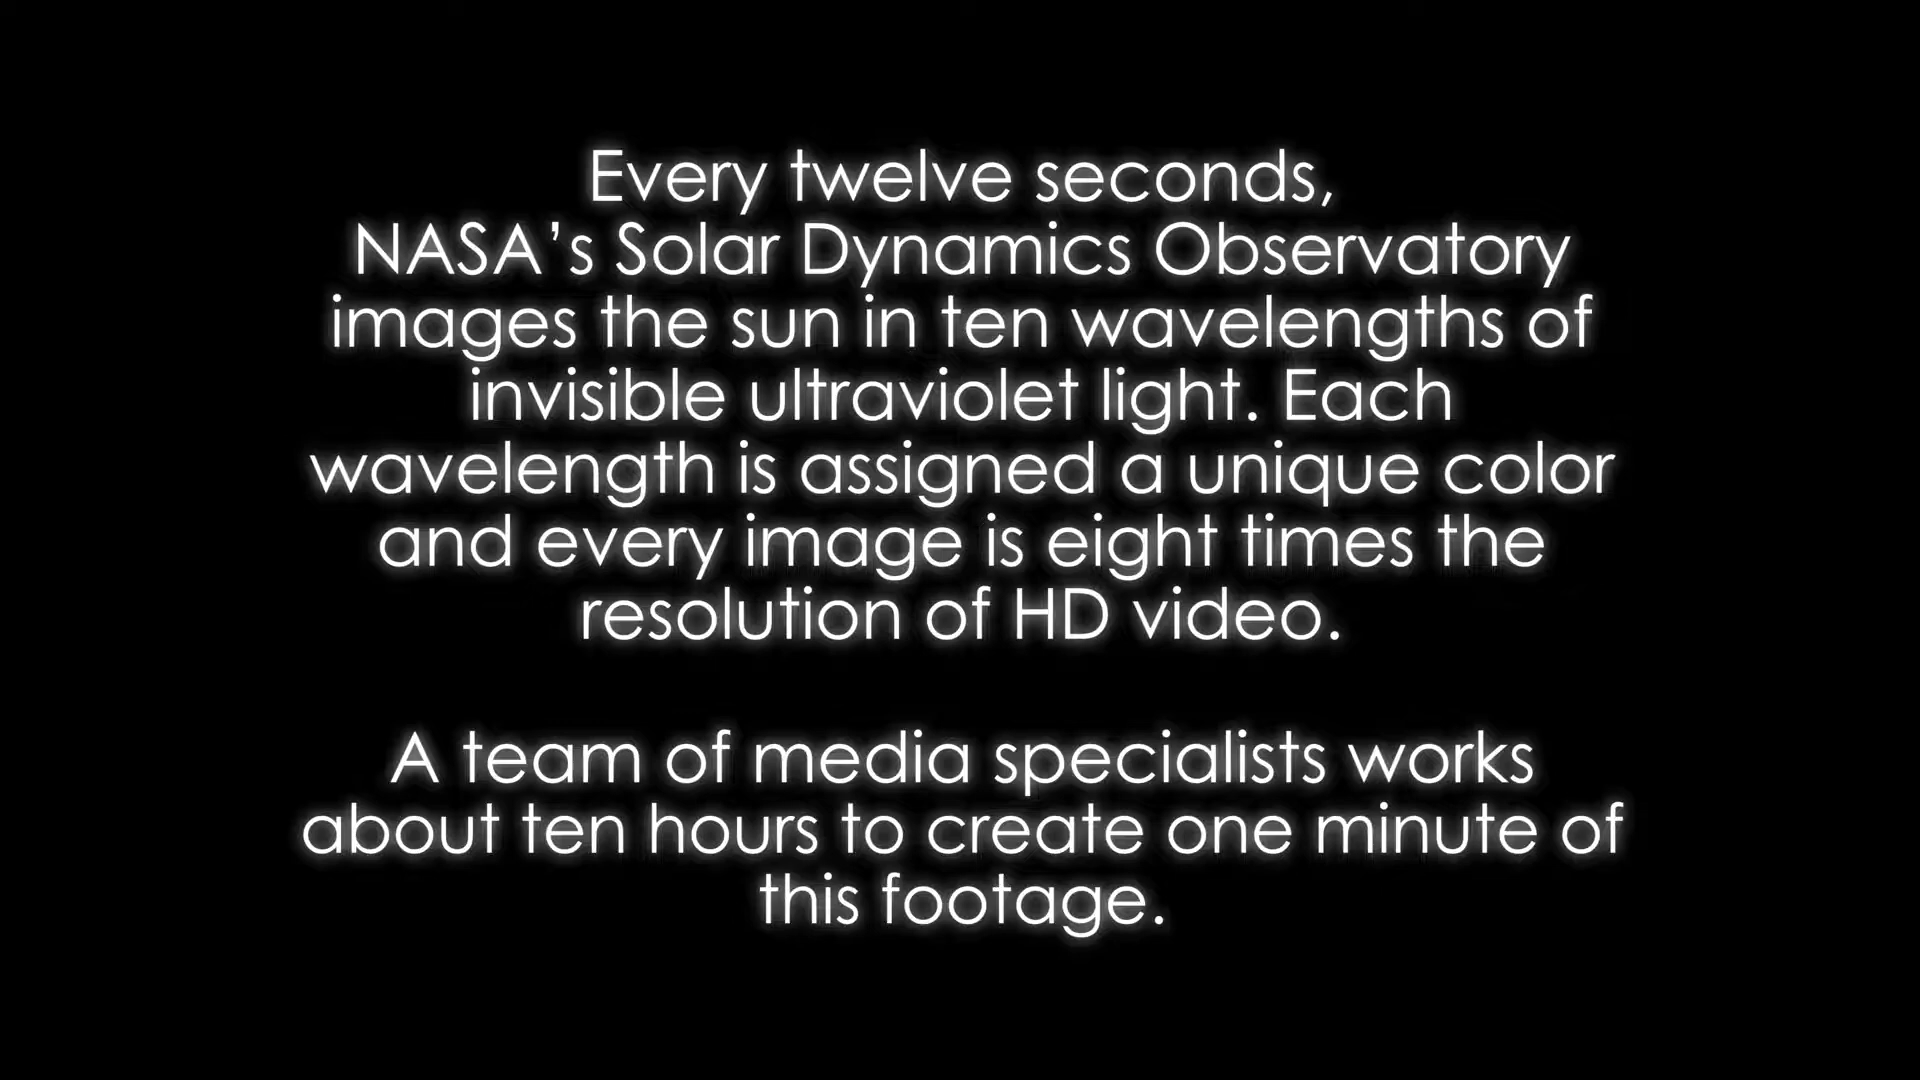 Every twelve seconds,
NASA’s Solar Dynamics Observatory
images the sun in ten wavelengths of
invisible ultraviolet light. Each
wavelength is assigned a unique color
and every image is eight times the
resolution of HD video.
A team of media specialists works
about ten hours to create one minute of
this footage.